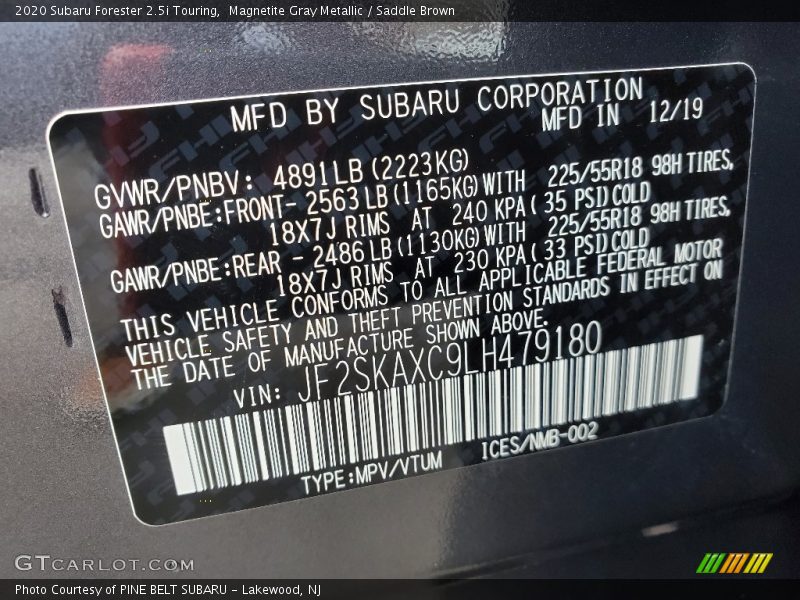 2020 Subaru Forester 2.5i Touring,  Magnetite Gray Metallic / Saddle Brown
MFD BY SUBARU CORPORATION
MFD IN 12/19
GVWR/PNBV: 4891LB (2223KG)
GAWR/PNBE:FRONT- 2563 LB (1165KG) WITH 225/55R18 98H TIRES,
18X7J RIMS AT 240 KPA( 35 PSI) COLD
GAWR/PNBE:REAR - 2486 LB (1130KG) WITH 225/55R18 98H TIRES,
18X7J RIMS AT 230 KPA( 33 PSI) COLD
THIS VEHICLE CONFORMS TO ALL APPLICABLE FEDERAL MOTOR
VEHICLE SAFETY AND THEFT PREVENTION STANDARDS IN EFFECT ON
THE DATE OF MANUFACTURE SHOWN ABOVE.
VIN: JF2SKAXC9LH479180
TYPE:MPV/VTUM ICES/NMB-002
GTCARLOT.COM
Photo Courtesy of PINE BELT SUBARU - Lakewood, NJ